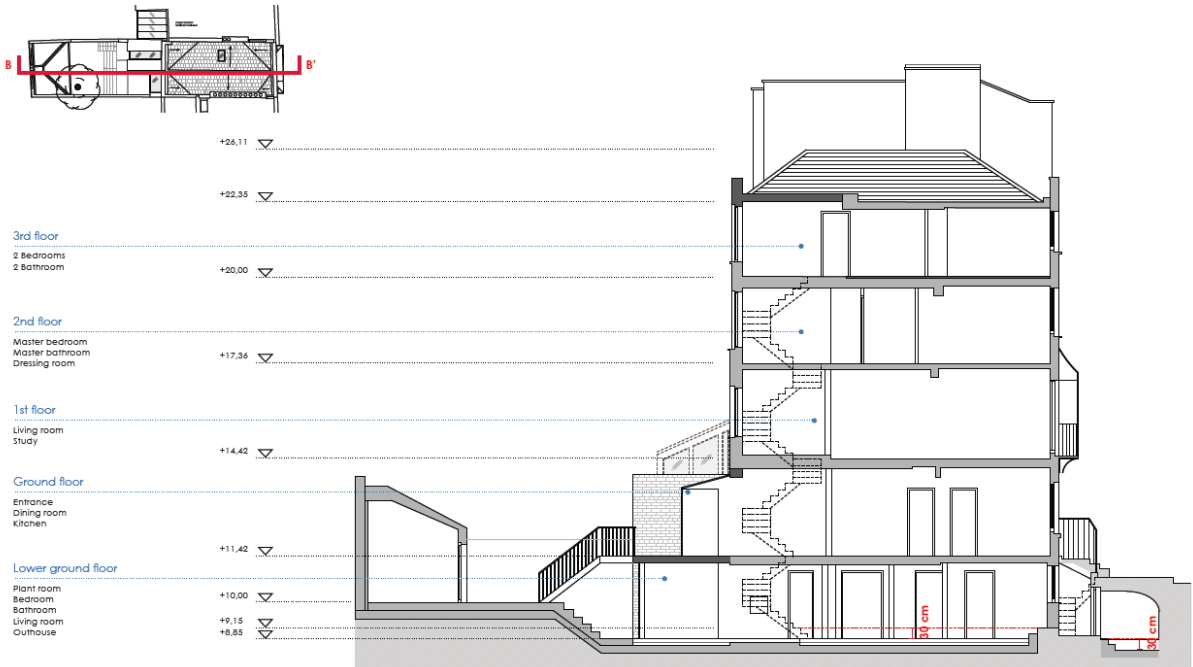 B
B'
+26,11
+22,35
3rd floor
2 Bedrooms
2 Bathroom
+20,00
2nd floor
Master bedroom
Master bathroom
Dressing room
+17,36
1st floor
Living room
Study
+14,42
Ground floor
Entrance
Dining room
Kitchen
+11,42
Lower ground floor
Plant room
Bedroom
Bathroom
Living room
Outhouse
+10,00
+9,15
+8,85
30 cm
30 cm